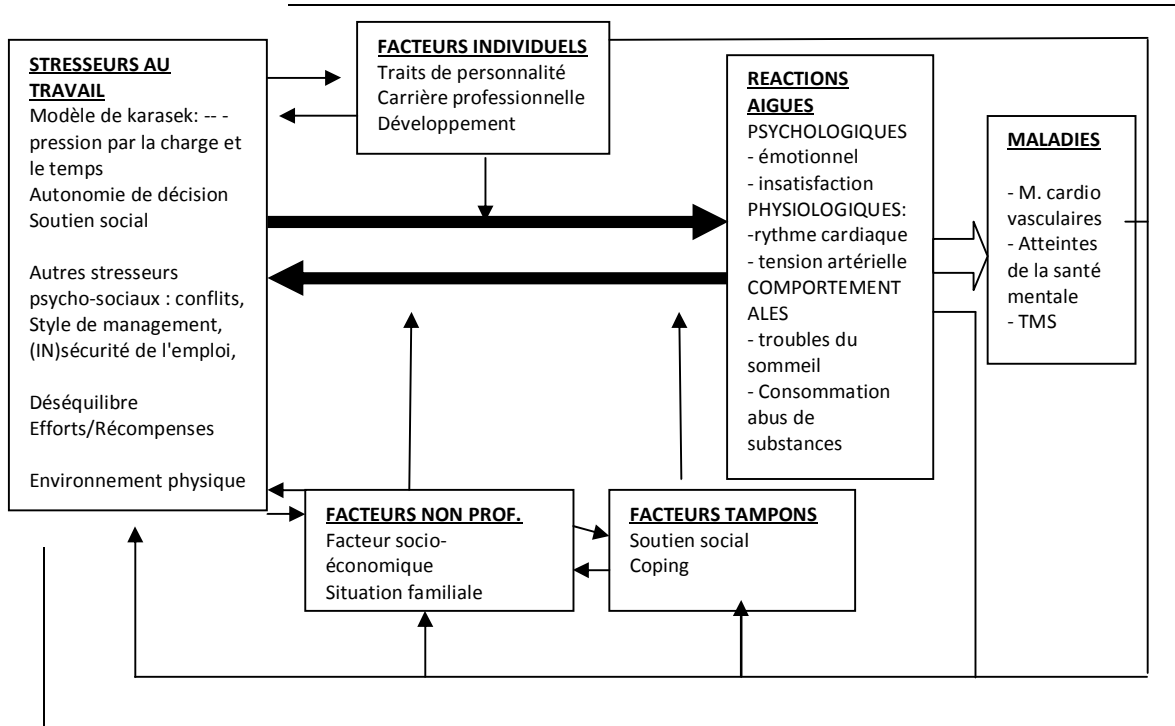 STRESSEURS AU
TRAVAIL
Modèle de karasek: -- -
pression par la charge et
le temps
Autonomie de décision
Soutien social
Autres stresseurs
psycho-sociaux : conflits,
Style de management,
(IN)sécurité de l'emploi,
Déséquilibre
Efforts/Récompenses
Environnement physique
FACTEURS INDIVIDUELS
Traits de personnalité
Carrière professionnelle
Développement
REACTIONS
AIGUES
PSYCHOLOGIQUES
- émotionnel
- insatisfaction
PHYSIOLOGIQUES:
-rythme cardiaque
- tension artérielle
COMPORTEMENT
ALES
- troubles du
sommeil
- Consommation
abus de
substances
MALADIES
- M. cardio
vasculaires
- Atteintes
de la santé
mentale
- TMS
FACTEURS NON PROF.
Facteur socio-
économique
Situation familiale
FACTEURS TAMPONS
Soutien social
Coping